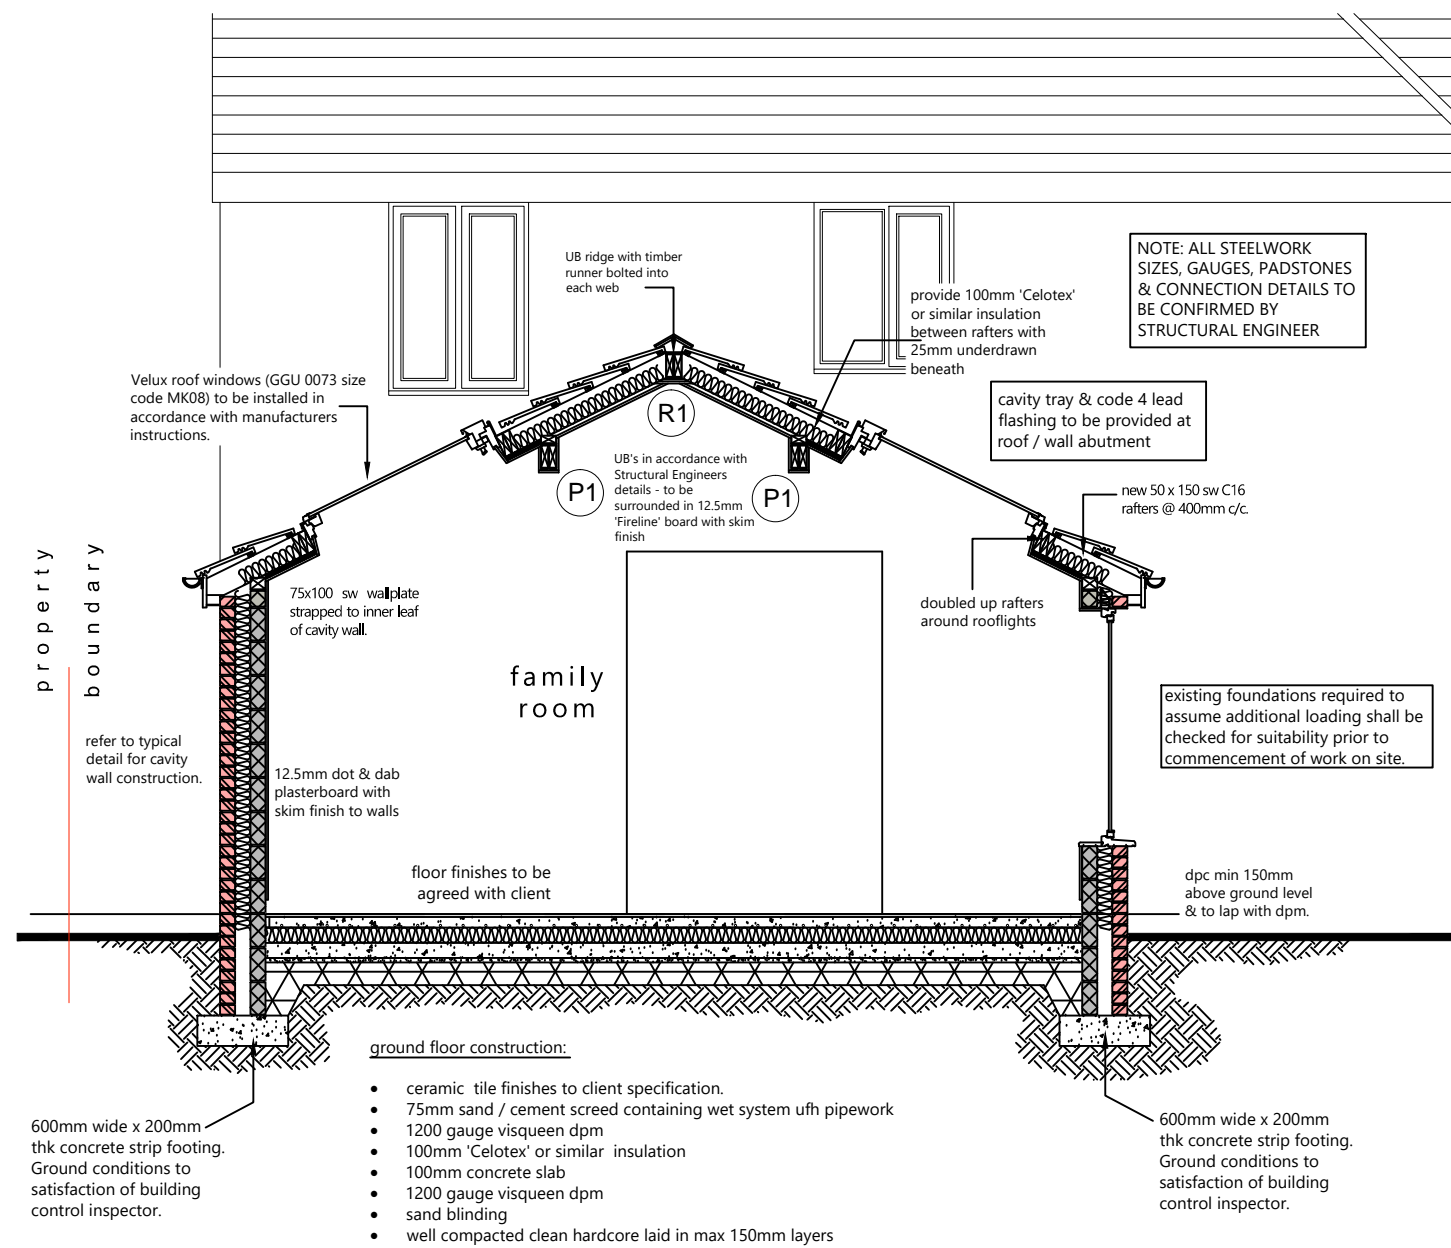 UB ridge with timber
runner bolted into
each web
NOTE: ALL STEELWORK
SIZES, GAUGES, PADSTONES
& CONNECTION DETAILS TO
BE CONFIRMED BY
STRUCTURAL ENGINEER
provide 100mm 'Celotex'
or similar insulation
between rafters with
25mm underdrawn
beneath
Velux roof windows (GGU 0073 size
code MK08) to be installed in
accordance with manufacturers
instructions.
cavity tray & code 4 lead
flashing to be provided at
roof / wall abutment
R1
UB's in accordance with
Structural Engineers
details - to be
surrounded in 12.5mm
'Fireline' board with skim
finish
P1
P1
new 50 x 150 sw C16
rafters @ 400mm c/c.
property
boundary
75x100 sw wallplate
strapped to inner leaf
of cavity wall.
doubled up rafters
around rooflights
family
room
existing foundations required to
assume additional loading shall be
checked for suitability prior to
commencement of work on site.
refer to typical
detail for cavity
wall construction.
12.5mm dot & dab
plasterboard with
skim finish to walls
floor finishes to be
agreed with client
dpc min 150mm
above ground level
& to lap with dpm.
ground floor construction:
• ceramic tile finishes to client specification.
• 75mm sand / cement screed containing wet system ufh pipework
• 1200 gauge visqueen dpm
• 100mm 'Celotex' or similar insulation
• 100mm concrete slab
• 1200 gauge visqueen dpm
• sand blinding
• well compacted clean hardcore laid in max 150mm layers
600mm wide x 200mm
thk concrete strip footing.
Ground conditions to
satisfaction of building
control inspector.
600mm wide x 200mm
thk concrete strip footing.
Ground conditions to
satisfaction of building
control inspector.